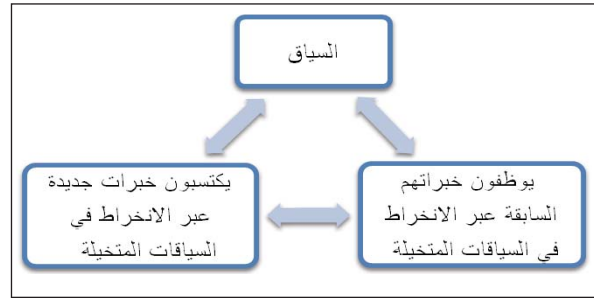 السياق
يوظفون خبراتهم
السابقة عبر الانخراط
في السياقات المتخيلة
يكتسبون خبرات جديدة
عبر الانخراط في
السياقات المتخيلة